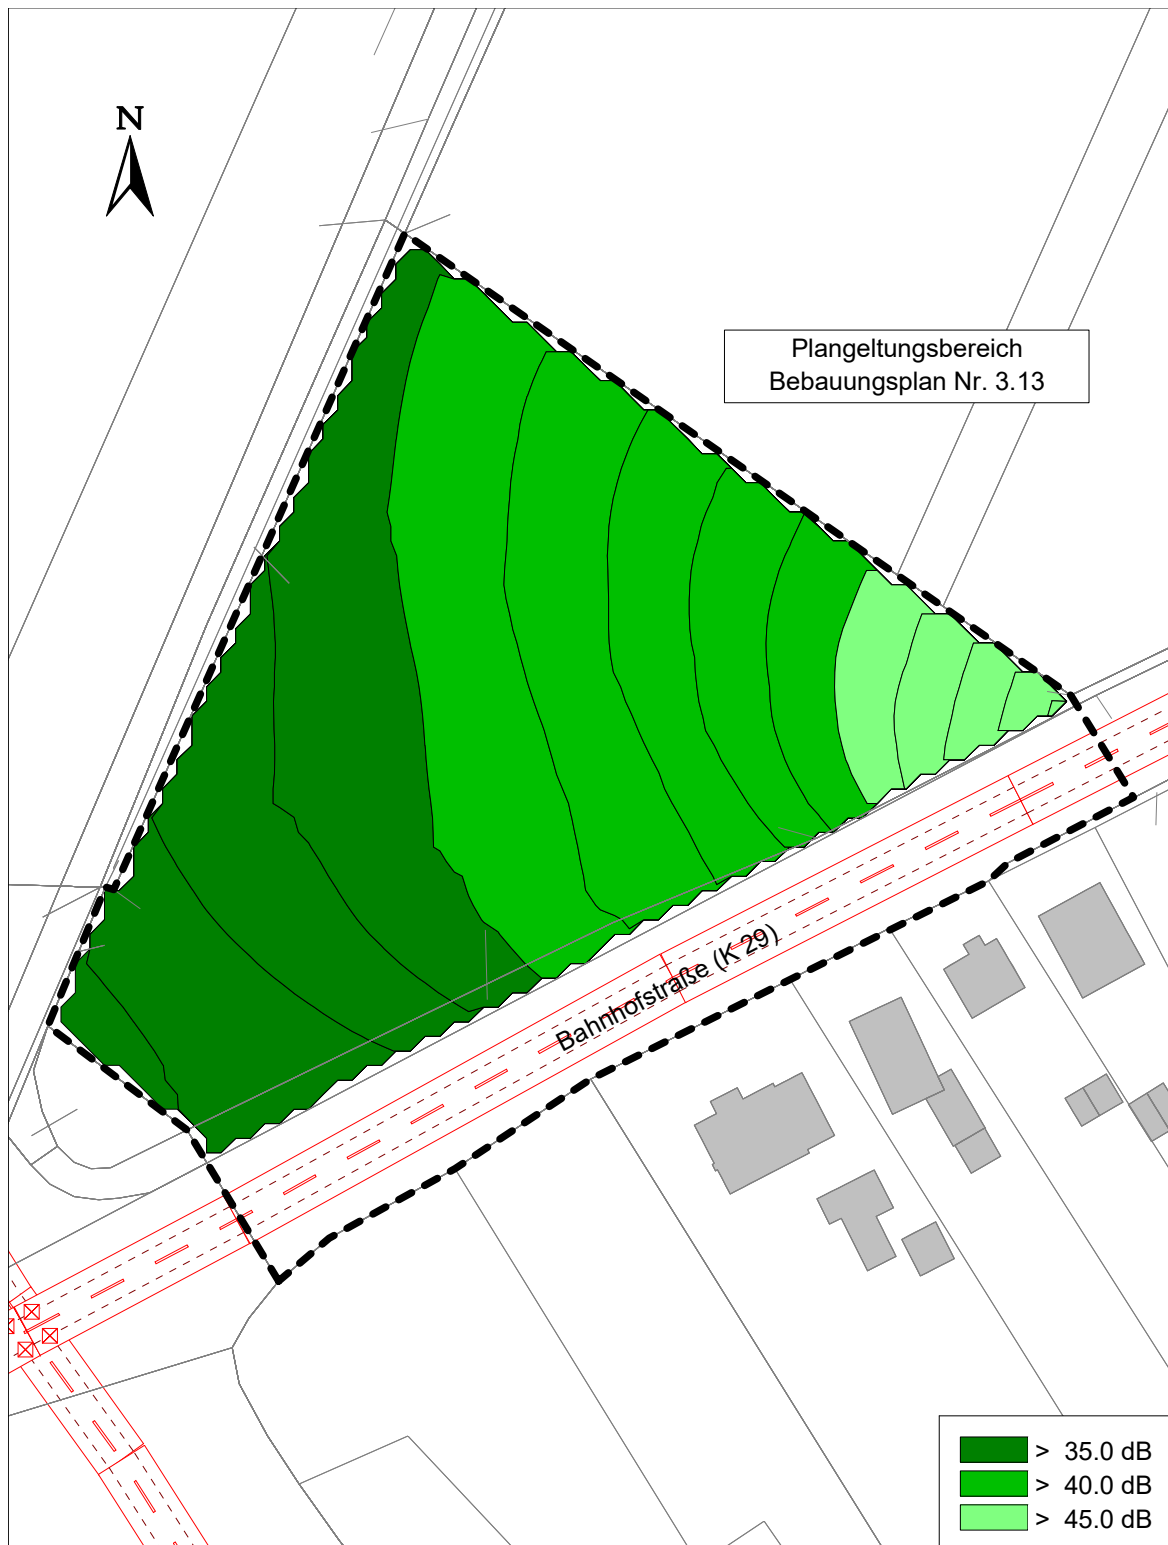 N
Plangeltungsbereich
Bebauungsplan Nr. 3.13
Bahnhofstraße (K 29)
> 35.0 dB
> 40.0 dB
> 45.0 dB